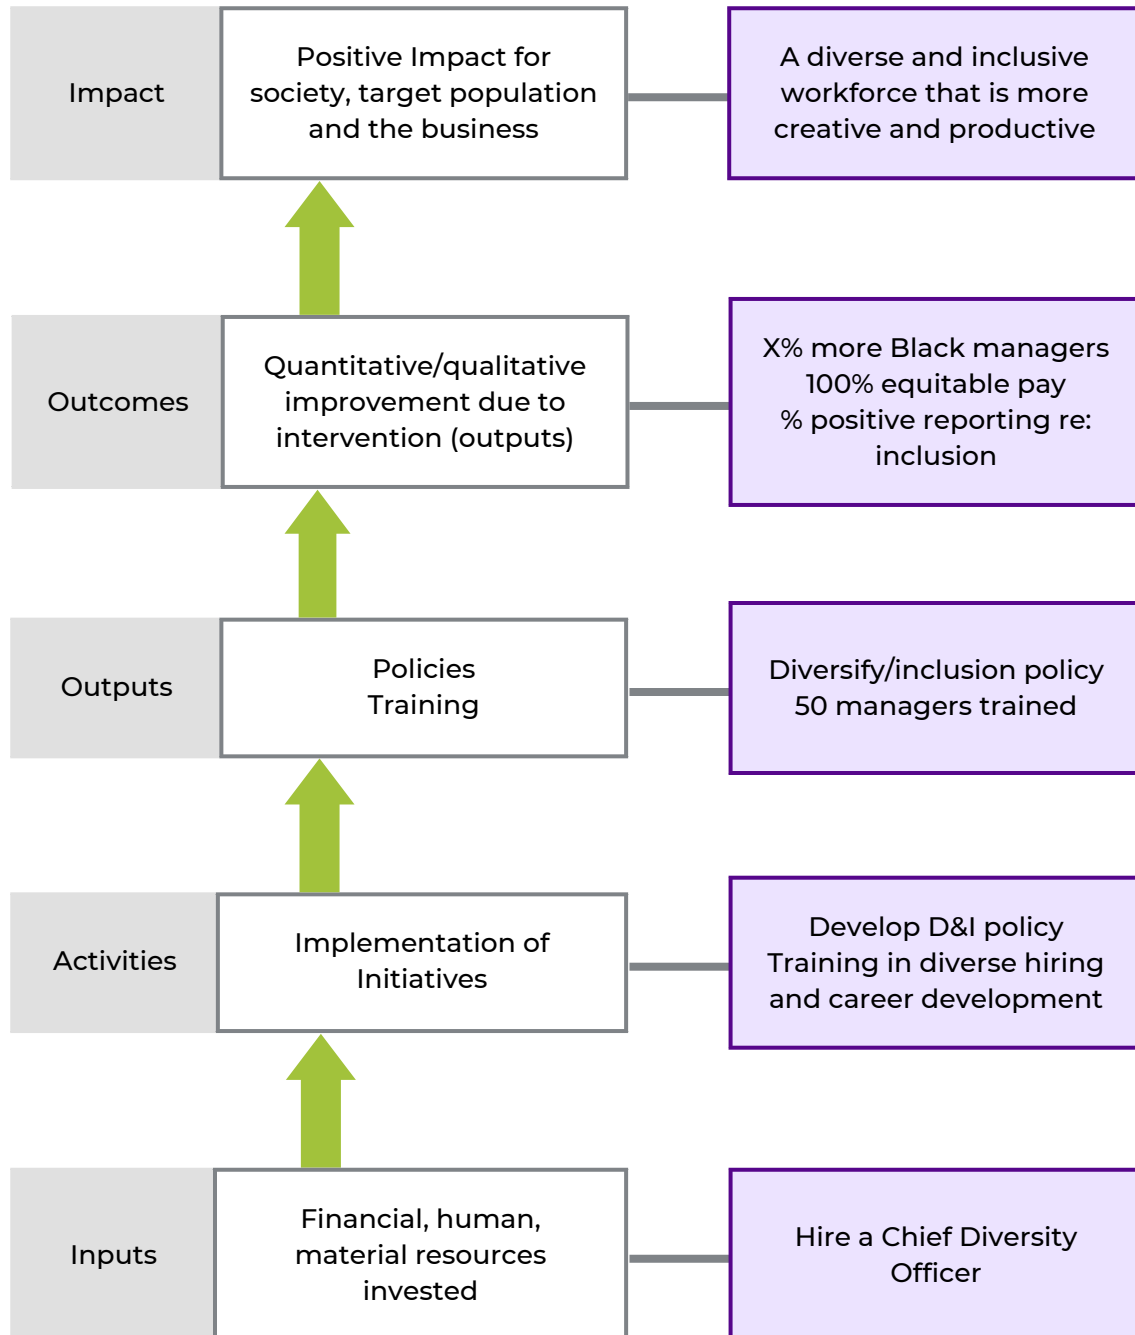 Impact
Positive Impact for
society, target population
and the business
A diverse and inclusive
workforce that is more
creative and productive
Outcomes
Quantitative/qualitative
improvement due to
intervention (outputs)
X% more Black managers
100% equitable pay
% positive reporting re:
inclusion
Outputs
Policies
Training
Diversify/inclusion policy
50 managers trained
Activities
Implementation of
Initiatives
Develop D&I policy
Training in diverse hiring
and career development
Inputs
Financial, human,
material resources
invested
Hire a Chief Diversity
Officer